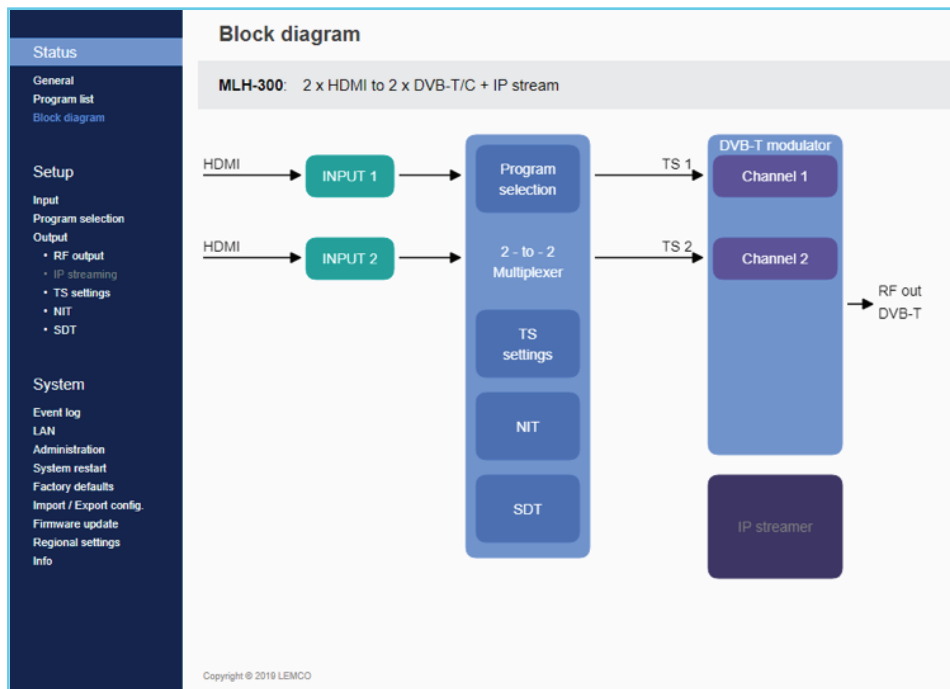 Status
General
Program list
Block diagram
Setup
Input
Program selection
Output
• RF output
• IP streaming
• TS settings
• NIT
• SDT
System
Event log
LAN
Administration
System restart
Factory defaults
Import / Export config.
Firmware update
Regional settings
Info
Block diagram
MLH-300: 2 x HDMI to 2 x DVB-T/C + IP stream
HDMI
INPUT 1
HDMI
INPUT 2
Program
selection
2 - to - 2
Multiplexer
TS
settings
NIT
SDT
TS 1
TS 2
DVB-T modulator
Channel 1
Channel 2
RF out
DVB-T
IP streamer
Copyright © 2019 LEMCO